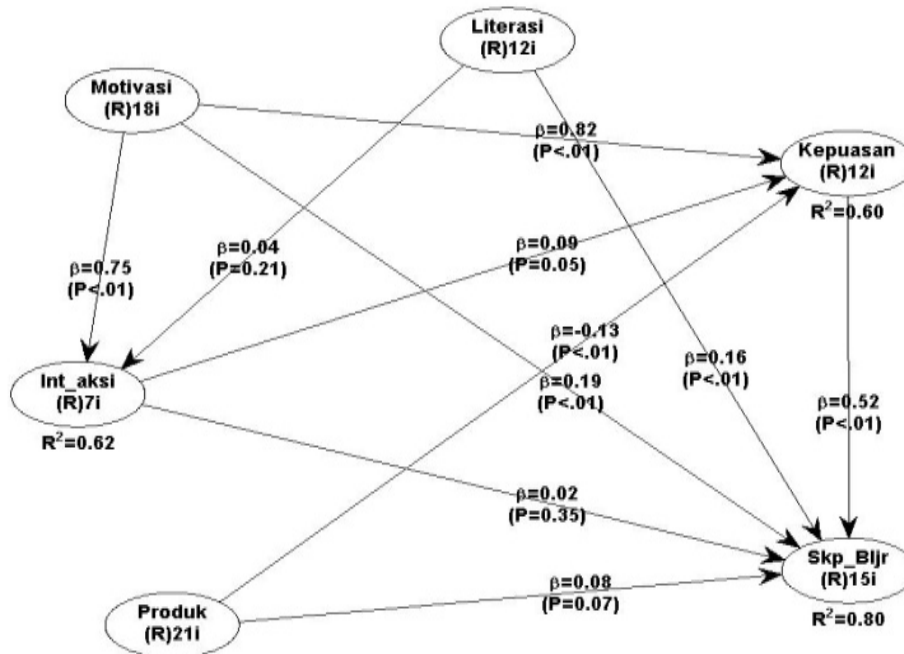 Literasi
(R)12i
Motivasi
(R)18i
β=0.82
(P<.01)
Kepuasan
(R)12i
R²=0.60
β=0.04
(P=0.21)
β=0.09
(P=0.05)
β=0.75
(P<.01)
β=-0.13
(P<.01)
β=0.16
(P<.01)
Int_aksi
(R)7i
R²=0.62
β=0.19
(P<.01)
β=0.52
(P<.01)
β=0.02
(P=0.35)
Skp_Bljr
(R)15i
R²=0.80
β=0.08
(P=0.07)
Produk
(R)21i